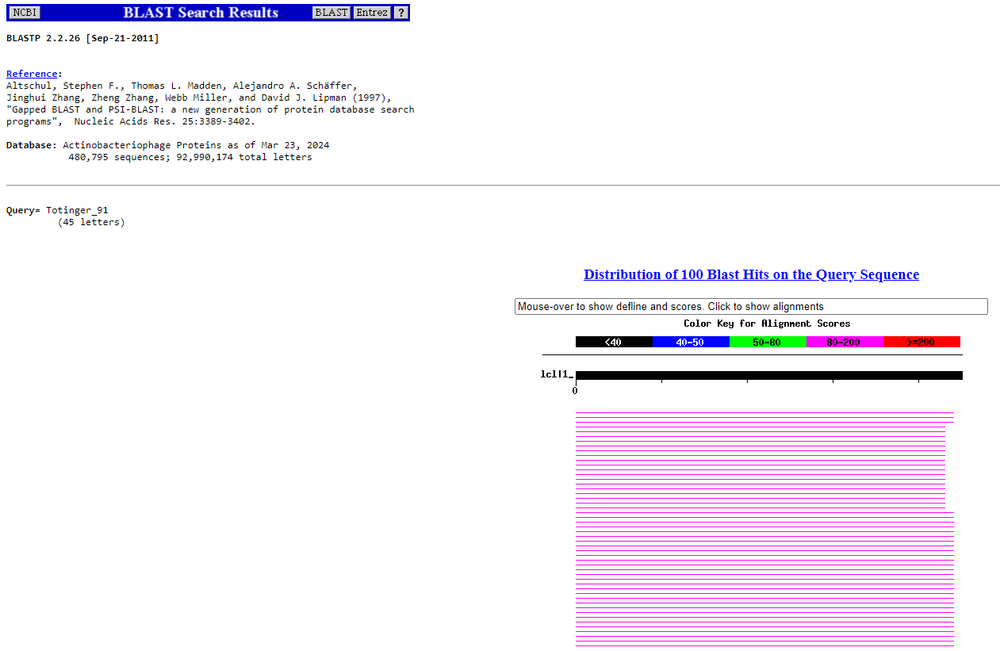 NCBI BLAST Search Results BLAST Entrez ?
BLASTP 2.2.26 [Sep-21-2011]
Reference:
Altschul, Stephen F., Thomas L. Madden, Alejandro A. Schäffer,
Jinghui Zhang, Zheng Zhang, Webb Miller, and David J. Lipman (1997),
"Gapped BLAST and PSI-BLAST: a new generation of protein database search
programs", Nucleic Acids Res. 25:3389-3402.
Database: Actinobacteriophage Proteins as of Mar 23, 2024
480,795 sequences; 92,990,174 total letters
Query= Totinger_91
(45 letters)
Distribution of 100 Blast Hits on the Query Sequence
Mouse-over to show defline and scores. Click to show alignments
Color Key for Alignment Scores
<40 40-50 50-80 80-200 >=200
lcl|1_
0